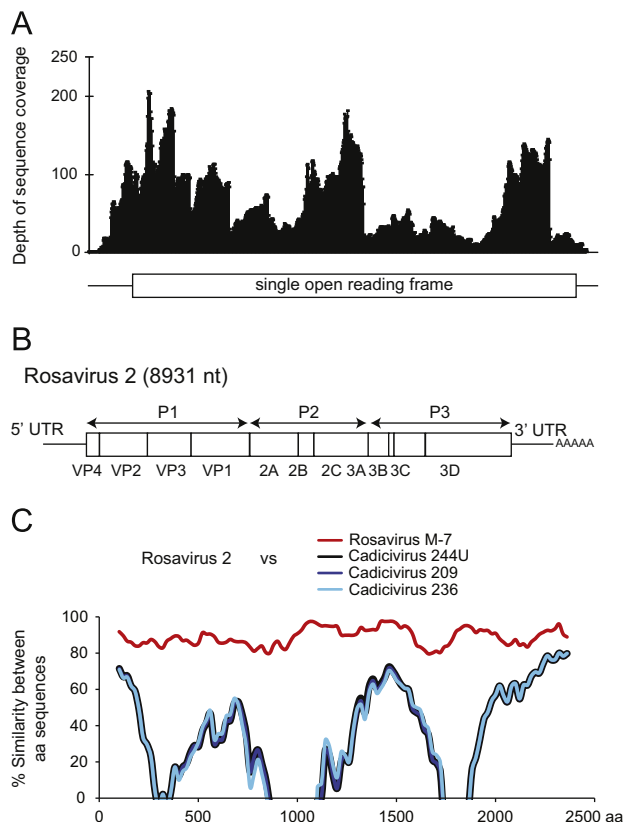 A
Depth of sequence coverage
250
200
100
0
single open reading frame
B
Rosavirus 2 (8931 nt)
P1 P2 P3
5' UTR 3' UTR
AAAAA
VP4 VP2 VP3 VP1 2A 2B 2C 3A 3B 3C 3D
C
Rosavirus 2 vs
Rosavirus M-7
Cadicivirus 244U
Cadicivirus 209
Cadicivirus 236
% Similarity between
aa sequences
100
80
60
40
20
0
0 500 1000 1500 2000 2500 aa